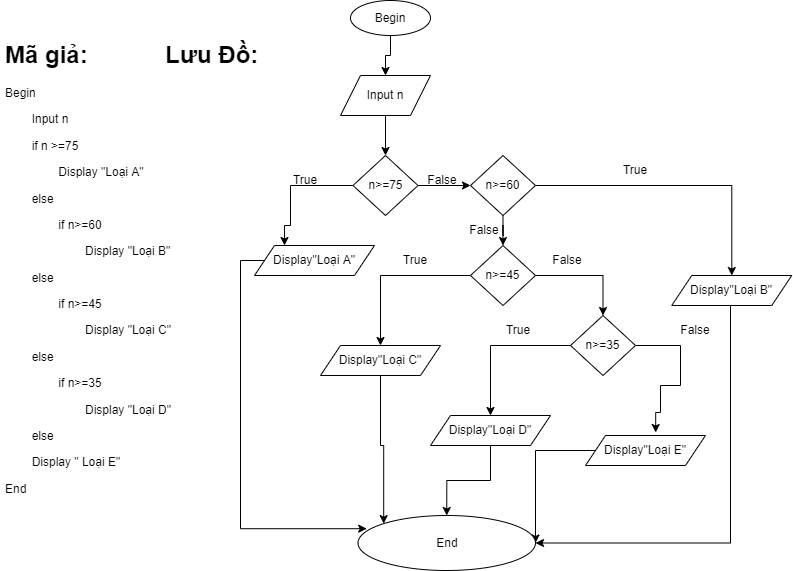 Mã giả:
Lưu Đồ:
Begin
Input n
if n >=75
Display "Loại A"
else
if n>=60
Display "Loại B"
else
if n>=45
Display "Loại C"
else
if n>=35
Display "Loại D"
else
Display " Loại E"
End
Begin
Input n
n>=75
True
False
n>=60
True
False
Display"Loại A"
n>=45
True
False
Display"Loại B"
n>=35
True
False
Display"Loại C"
Display"Loại D"
Display"Loại E"
End